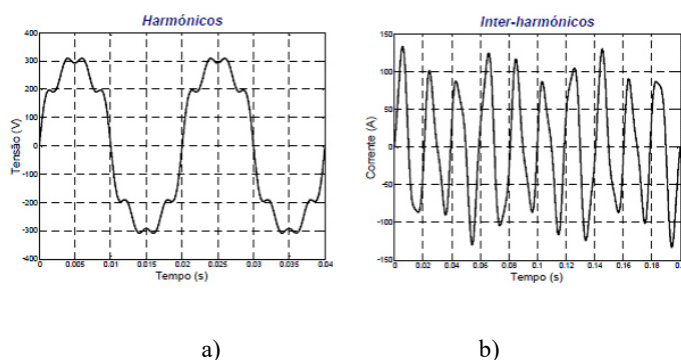 Harmónicos
400
300
200
100
0
-100
-200
-300
-400
Tensão (V)
0 0.005 0.01 0.015 0.02 0.025 0.03 0.035 0.04
Tempo (s)
a)
Inter-harmónicos
150
100
50
0
-50
-100
-150
Corrente (A)
0 0.02 0.04 0.06 0.08 0.1 0.12 0.14 0.16 0.18
Tempo (s)
b)